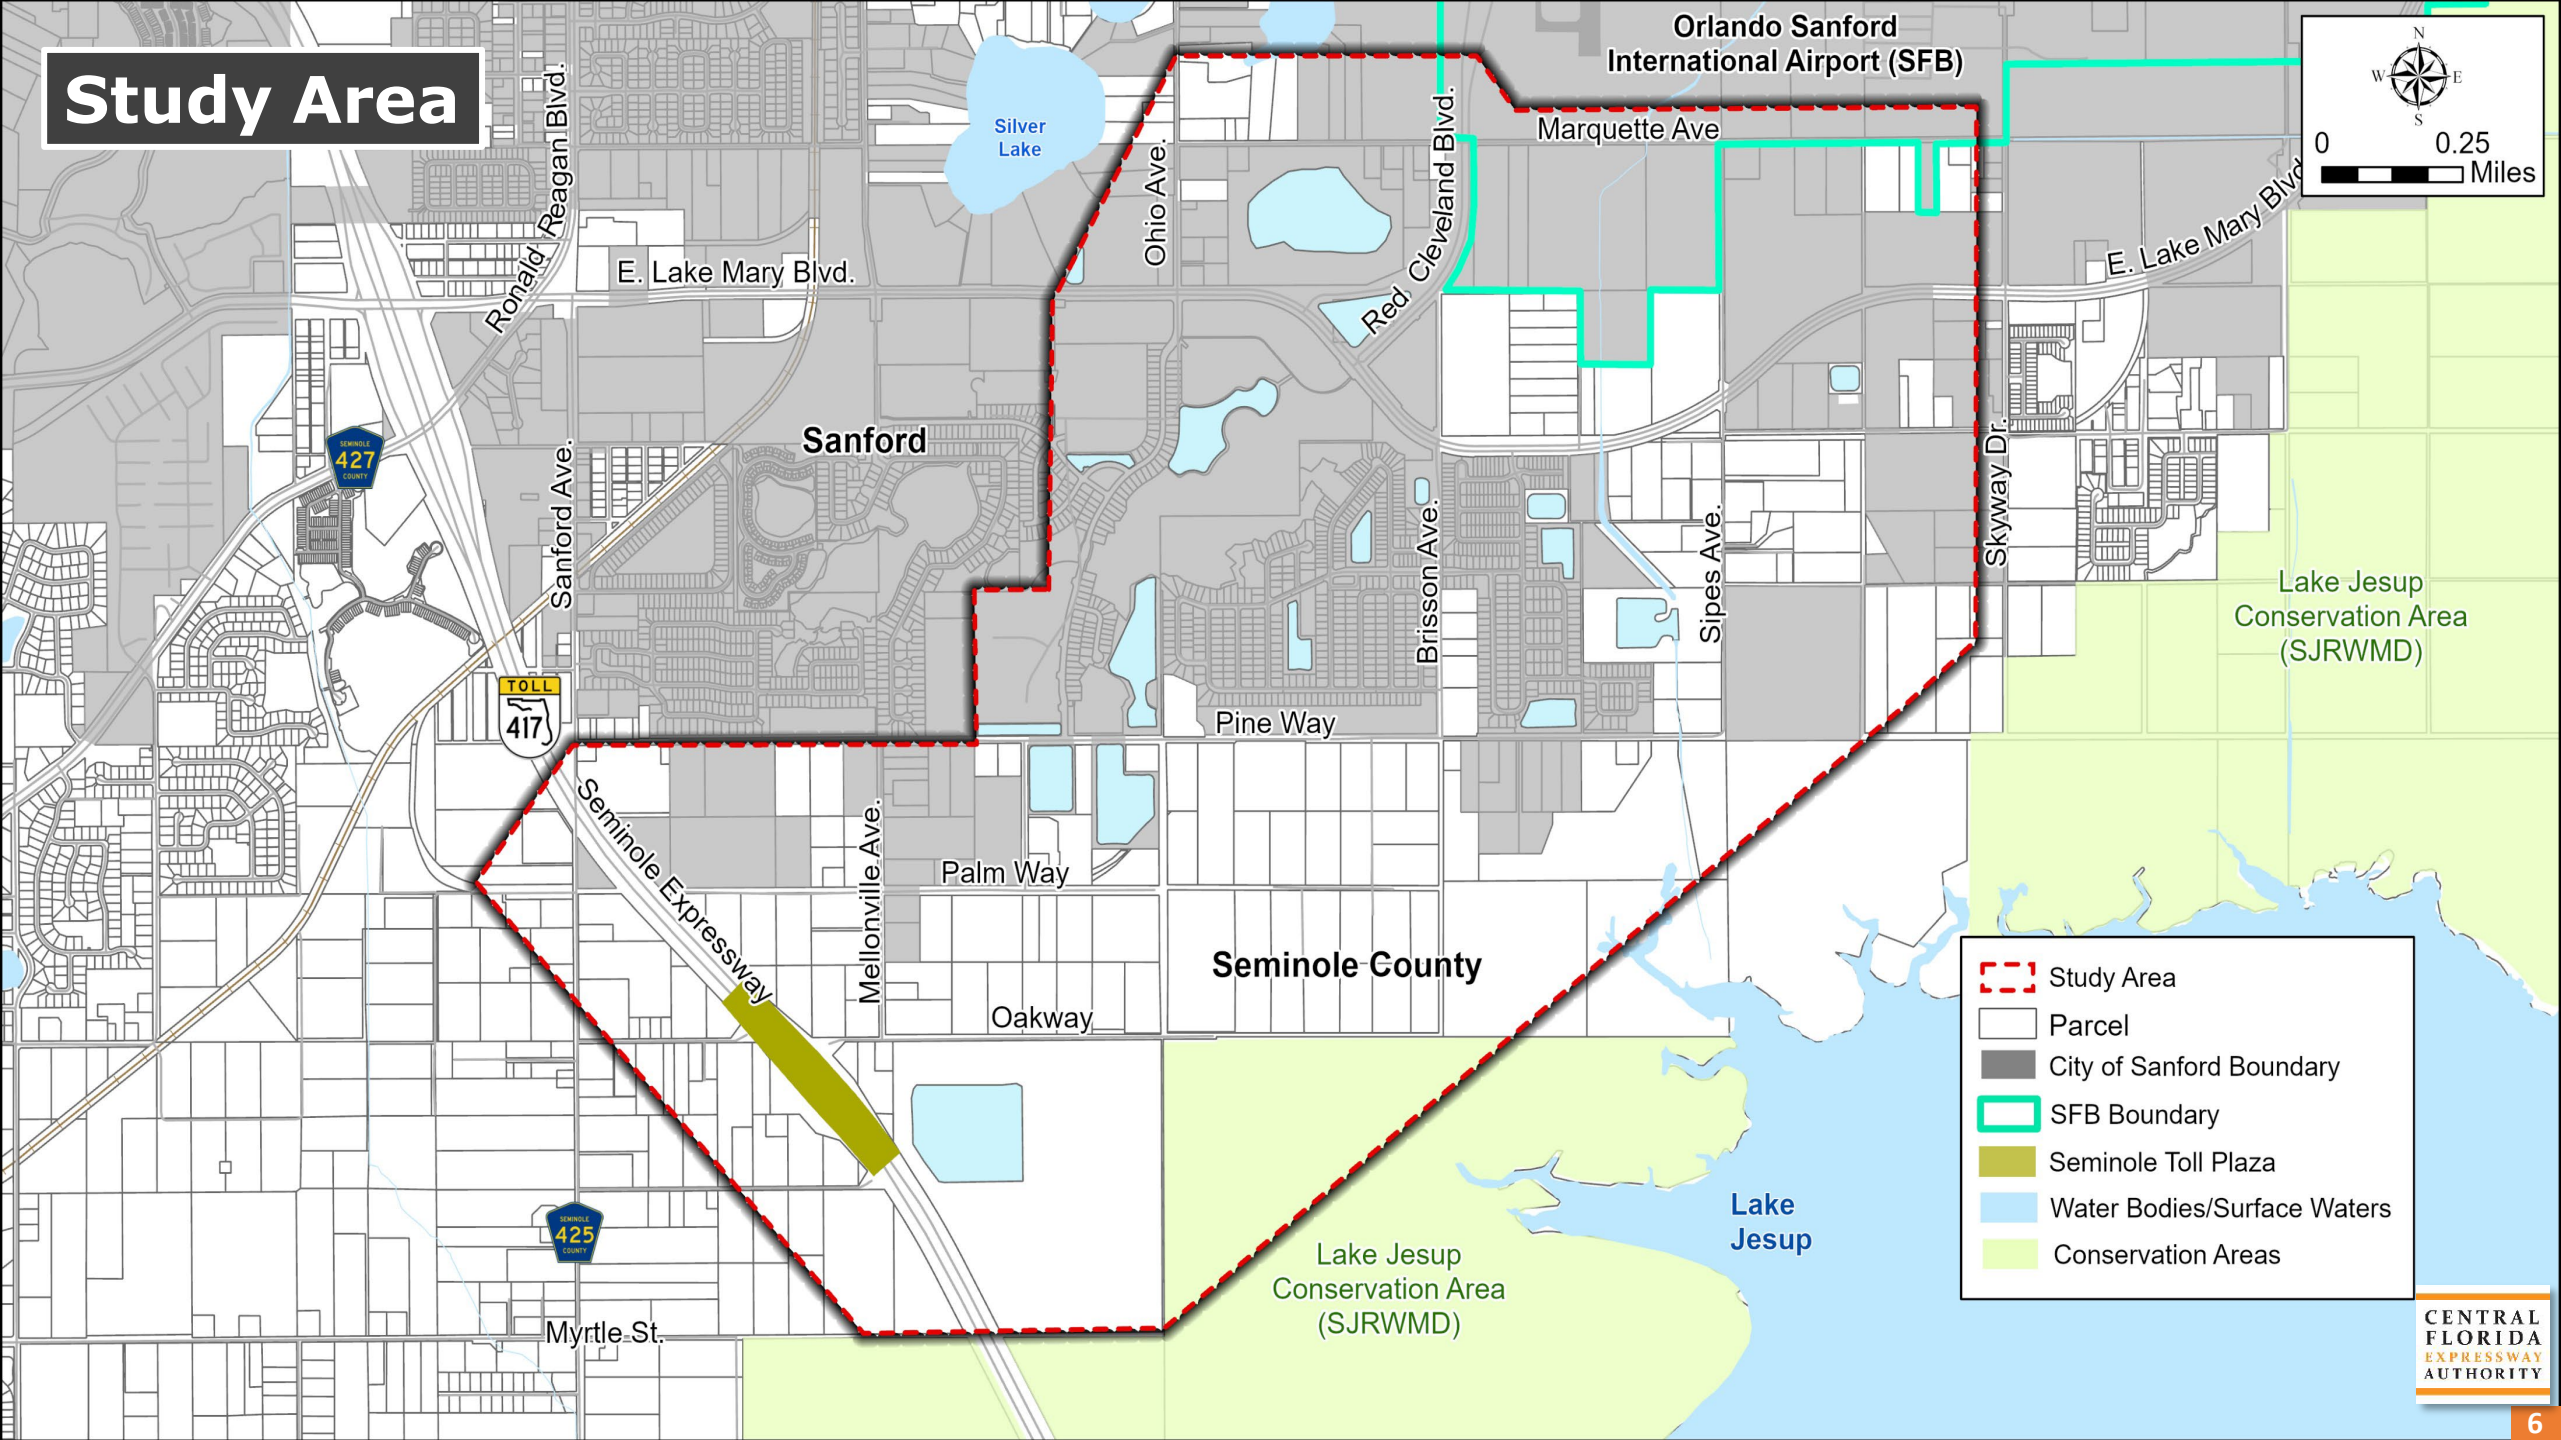 Study Area
Orlando Sanford
International Airport (SFB)
N
W E
S
0 0.25
Miles
Silver
Lake
Marquette Ave
Ronald Reagan Blvd.
Ohio Ave.
Red Cleveland Blvd.
E. Lake Mary Blvd.
E. Lake Mary Blvd
Sanford
SEMINOLE
427
COUNTY
Sanford Ave.
Skyway Dr.
Brisson Ave.
Sipes Ave.
Lake Jesup
Conservation Area
(SJRWMD)
TOLL
417
Pine Way
Seminole Expressway
Mellonville Ave.
Palm Way
Seminole County
Oakway
Study Area
Parcel
City of Sanford Boundary
SFB Boundary
Seminole Toll Plaza
Water Bodies/Surface Waters
Conservation Areas
Lake
Jesup
SEMINOLE
425
COUNTY
Lake Jesup
Conservation Area
(SJRWMD)
Myrtle St.
CENTRAL
FLORIDA
EXPRESSWAY
AUTHORITY
6